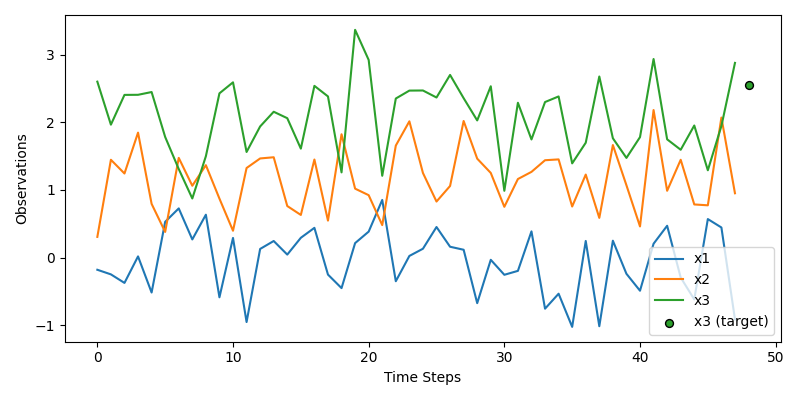 3
2
1
0
−1
Observations
0
10
20
30
40
50
Time Steps
x1
x2
x3
x3 (target)